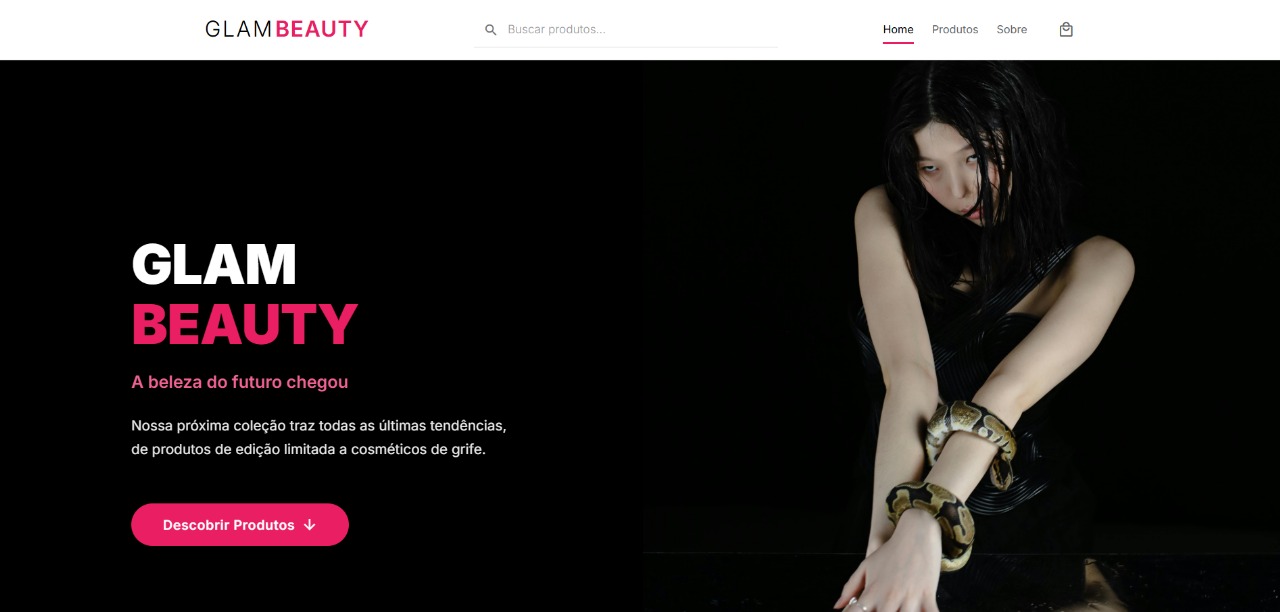 GLAMBEAUTY
Buscar produtos...
Home
Produtos
Sobre
GLAM
BEAUTY
A beleza do futuro chegou
Nossa próxima coleção traz todas as últimas tendências,
de produtos de edição limitada a cosméticos de grife.
Descobrir Produtos